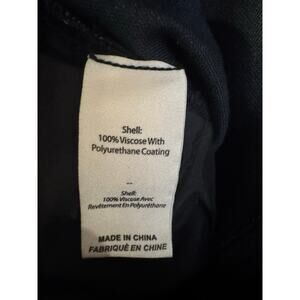 Shell:
100% Viscose With
Polyurethane Coating
--
Shell:
100% Viscose Avec
Revêtement En Polyuréthane
MADE IN CHINA
FABRIQUÉ EN CHINE